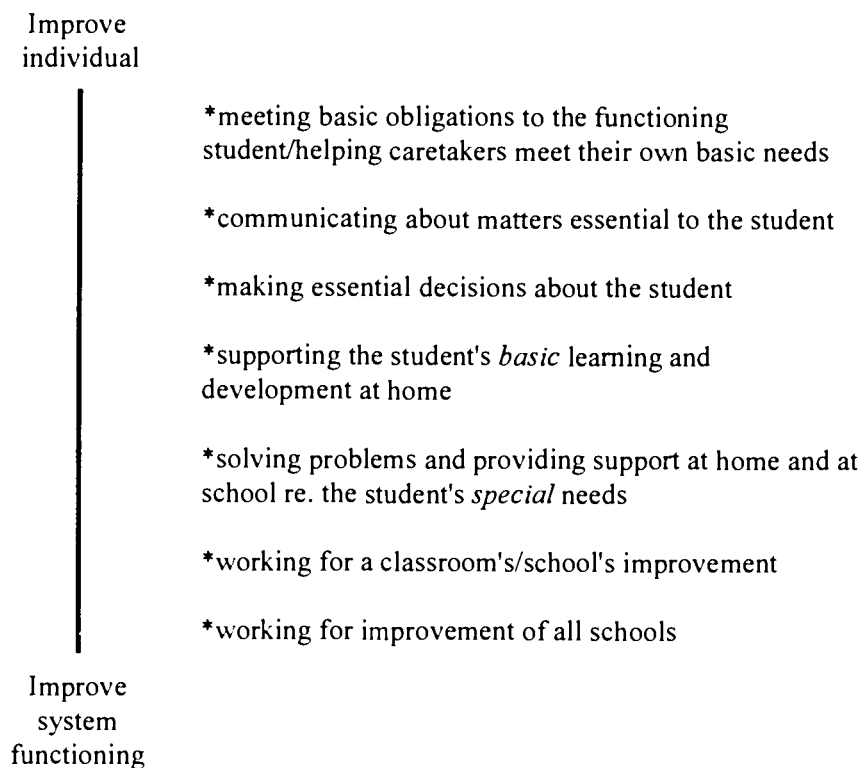 Improve
individual
*meeting basic obligations to the functioning
student/helping caretakers meet their own basic needs
*communicating about matters essential to the student
*making essential decisions about the student
*supporting the student's basic learning and
development at home
*solving problems and providing support at home and at
school re. the student's special needs
*working for a classroom's/school's improvement
*working for improvement of all schools
Improve
system
functioning